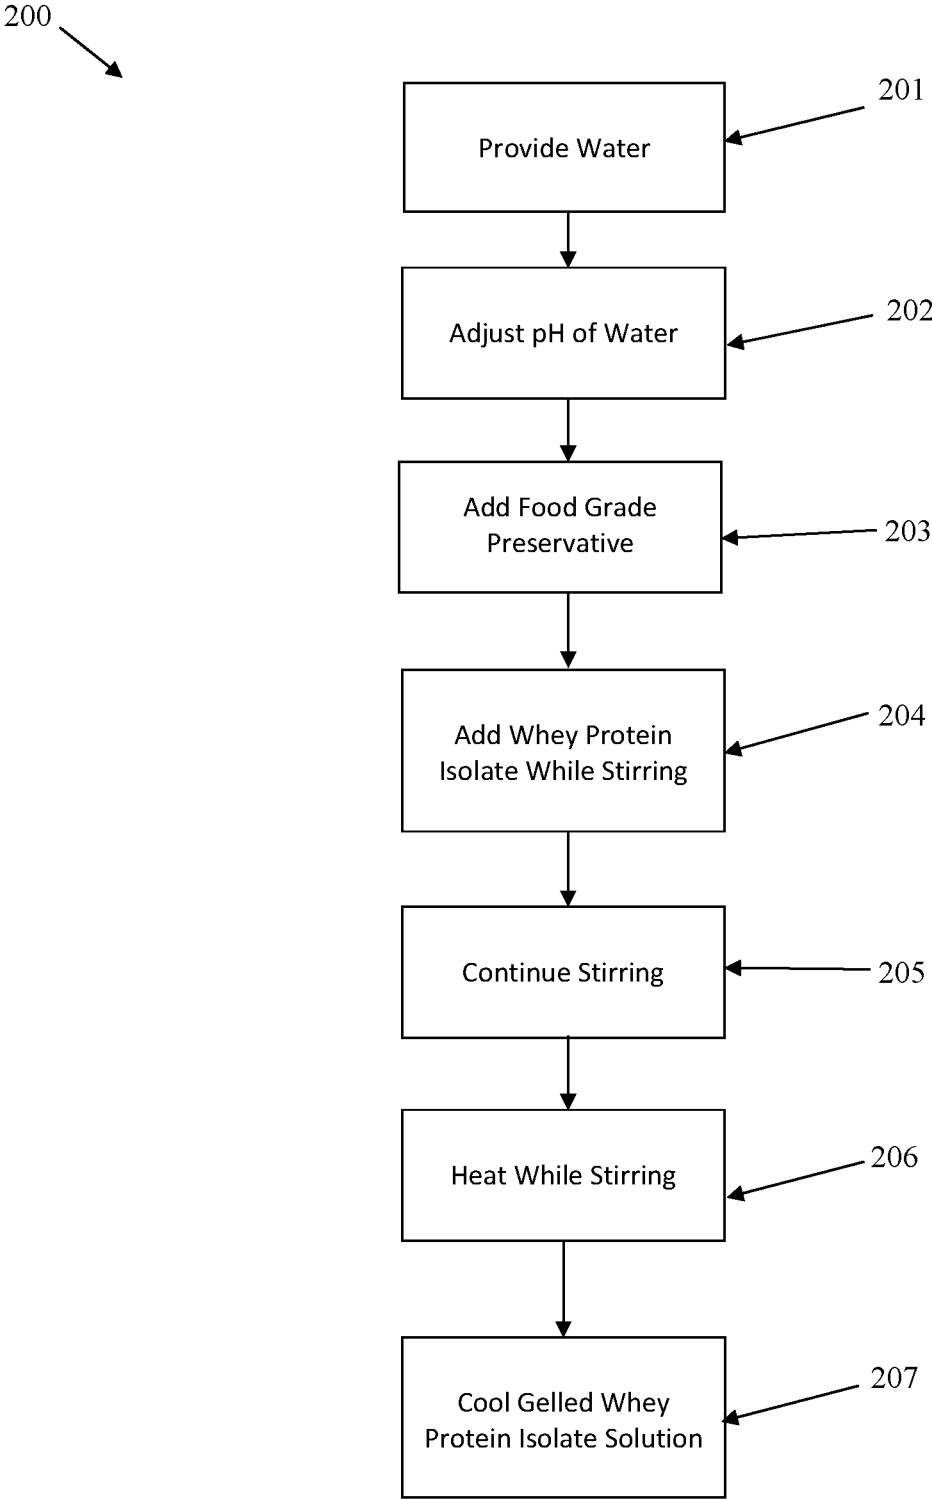 200
201
Provide Water
202
Adjust pH of Water
203
Add Food Grade
Preservative
204
Add Whey Protein
Isolate While Stirring
205
Continue Stirring
206
Heat While Stirring
207
Cool Gelled Whey
Protein Isolate Solution